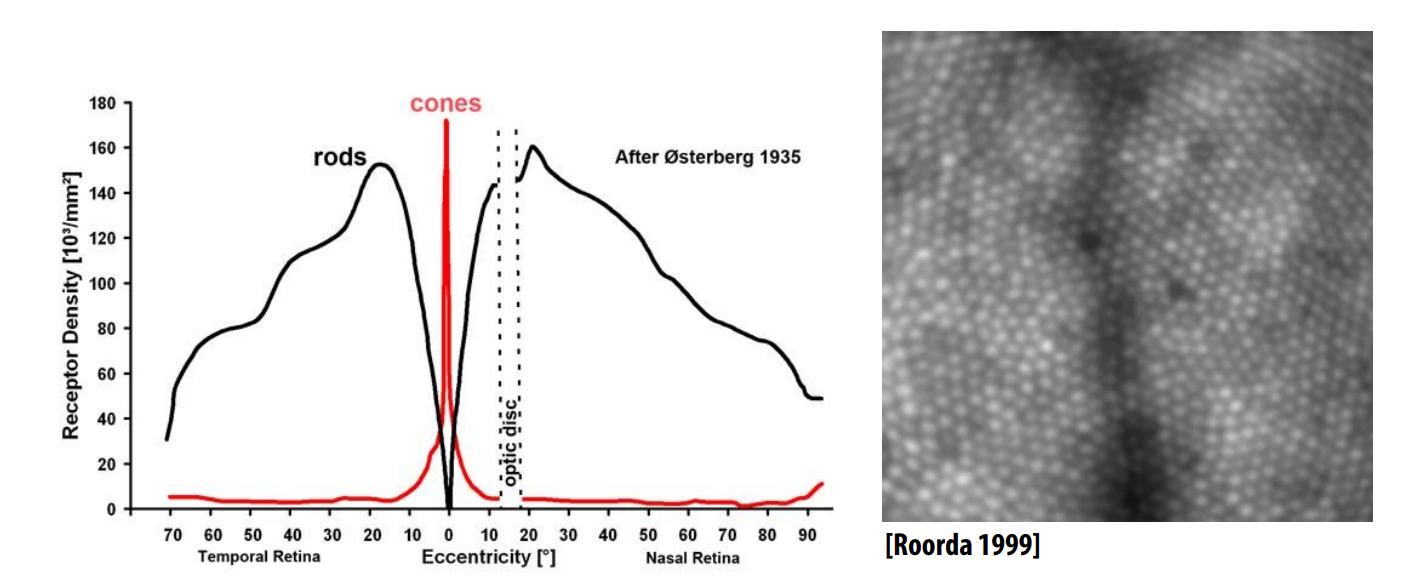 cones
rods
After Østerberg 1935
Receptor Density [10³/mm²]
180
160
140
120
100
80
60
40
20
0
optic disc
70 60 50 40 30 20 10 0 10 20 30 40 50 60 70 80 90
Temporal Retina Eccentricity [°] Nasal Retina
[Roorda 1999]